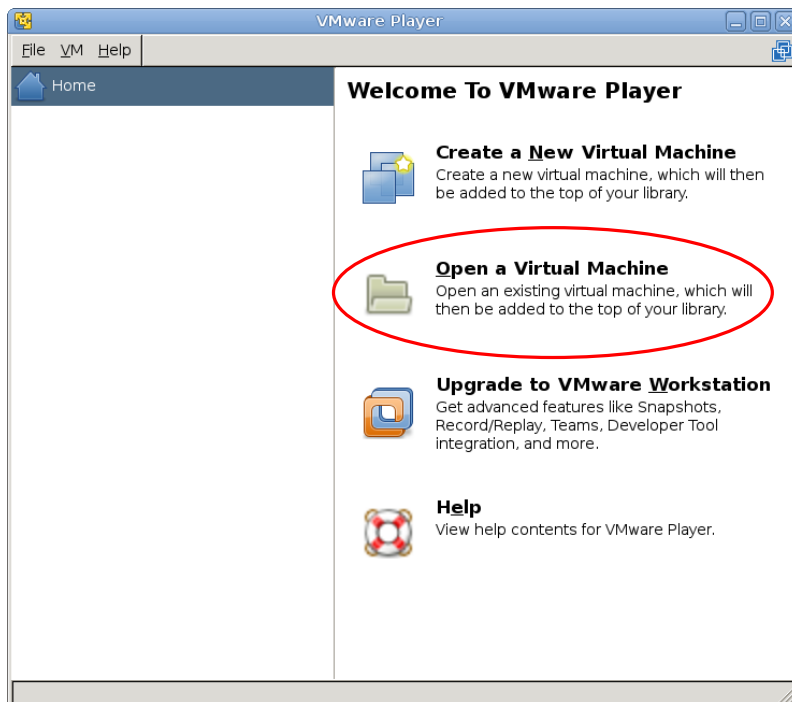 VMware Player
File VM Help
Home
Welcome To VMware Player
Create a New Virtual Machine
Create a new virtual machine, which will then
be added to the top of your library.
Open a Virtual Machine
Open an existing virtual machine, which will
then be added to the top of your library.
Upgrade to VMware Workstation
Get advanced features like Snapshots,
Record/Replay, Teams, Developer Tool
integration, and more.
Help
View help contents for VMware Player.